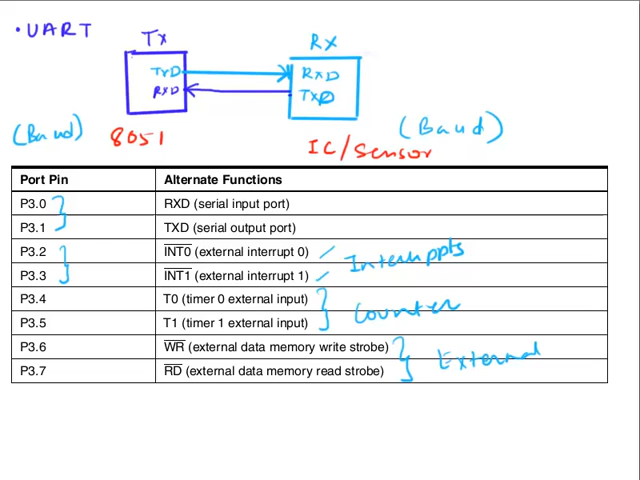 • UART
Tx
Rx
TxD
RXD
RXD
TXD
(Baud)
8051
IC/Sensor
(Baud)
Port Pin Alternate Functions
P3.0 RXD (serial input port)
P3.1 TXD (serial output port)
P3.2 INT0 (external interrupt 0)
P3.3 INT1 (external interrupt 1)
Interrupts
P3.4 T0 (timer 0 external input)
P3.5 T1 (timer 1 external input)
Counter
P3.6 WR (external data memory write strobe)
P3.7 RD (external data memory read strobe)
External